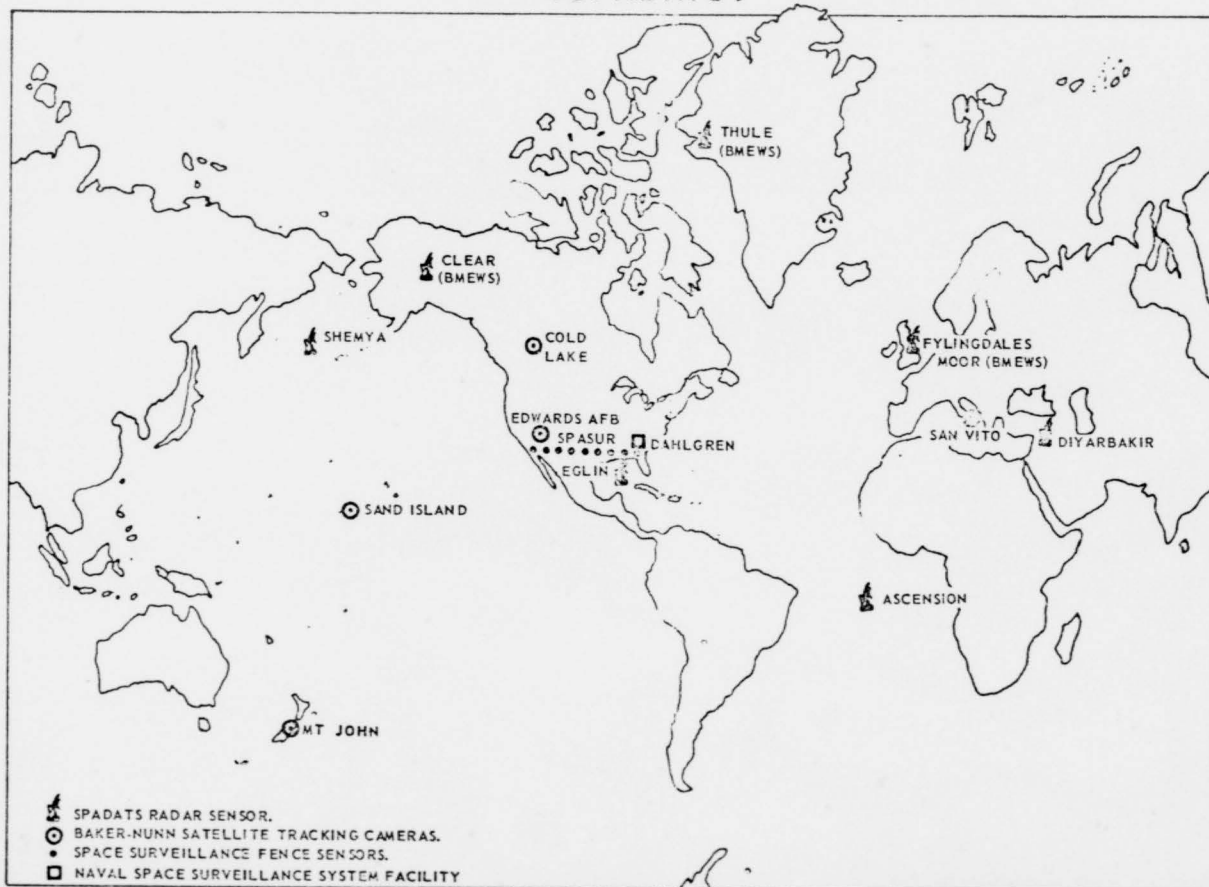 THULE
(BMEWS)
CLEAR
(BMEWS)
SHEMYA
COLD
LAKE
FYLINGDALES
MOOR (BMEWS)
EDWARDS AFB
SPASUR
DAHLGREN
SAN VITO
DIYARBAKIR
EGLIN
SAND ISLAND
ASCENSION
MT JOHN
SPADATS RADAR SENSOR.
BAKER-NUNN SATELLITE TRACKING CAMERAS.
SPACE SURVEILLANCE FENCE SENSORS.
NAVAL SPACE SURVEILLANCE SYSTEM FACILITY